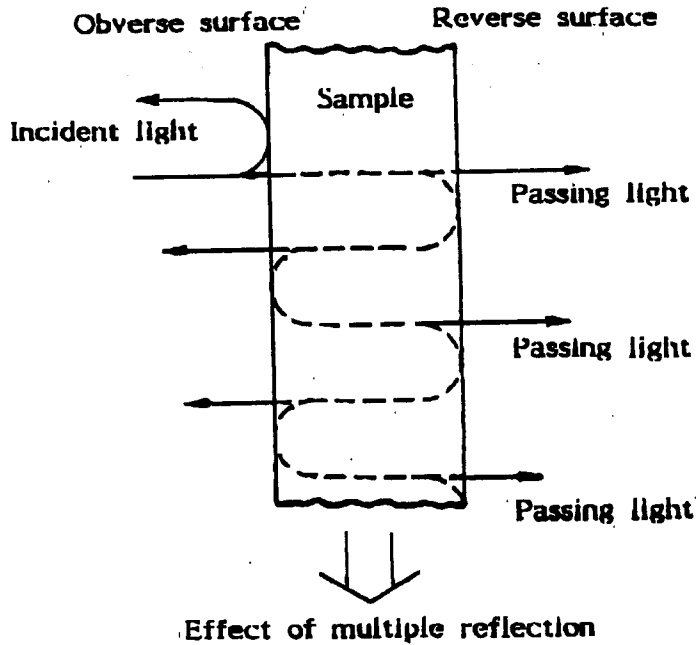 Obverse surface
Reverse surface
Sample
Incident light
Passing light
Passing light
Passing light
Effect of multiple reflection